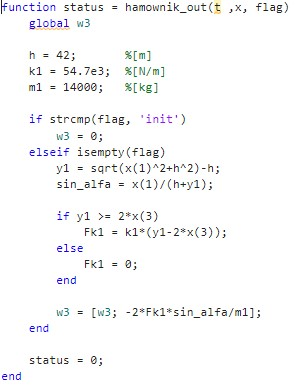 function status = hamownik_out(t ,x, flag)
global w3
h = 42; %[m]
k1 = 54.7e3; %[N/m]
m1 = 14000; %[kg]
if strcmp(flag, 'init')
w3 = 0;
elseif isempty(flag)
y1 = sqrt(x(1)^2+h^2)-h;
sin_alfa = x(1)/(h+y1);
if y1 >= 2*x(3)
Fk1 = k1*(y1-2*x(3));
else
Fk1 = 0;
end
w3 = [w3; -2*Fk1*sin_alfa/m1];
end
status = 0;
end